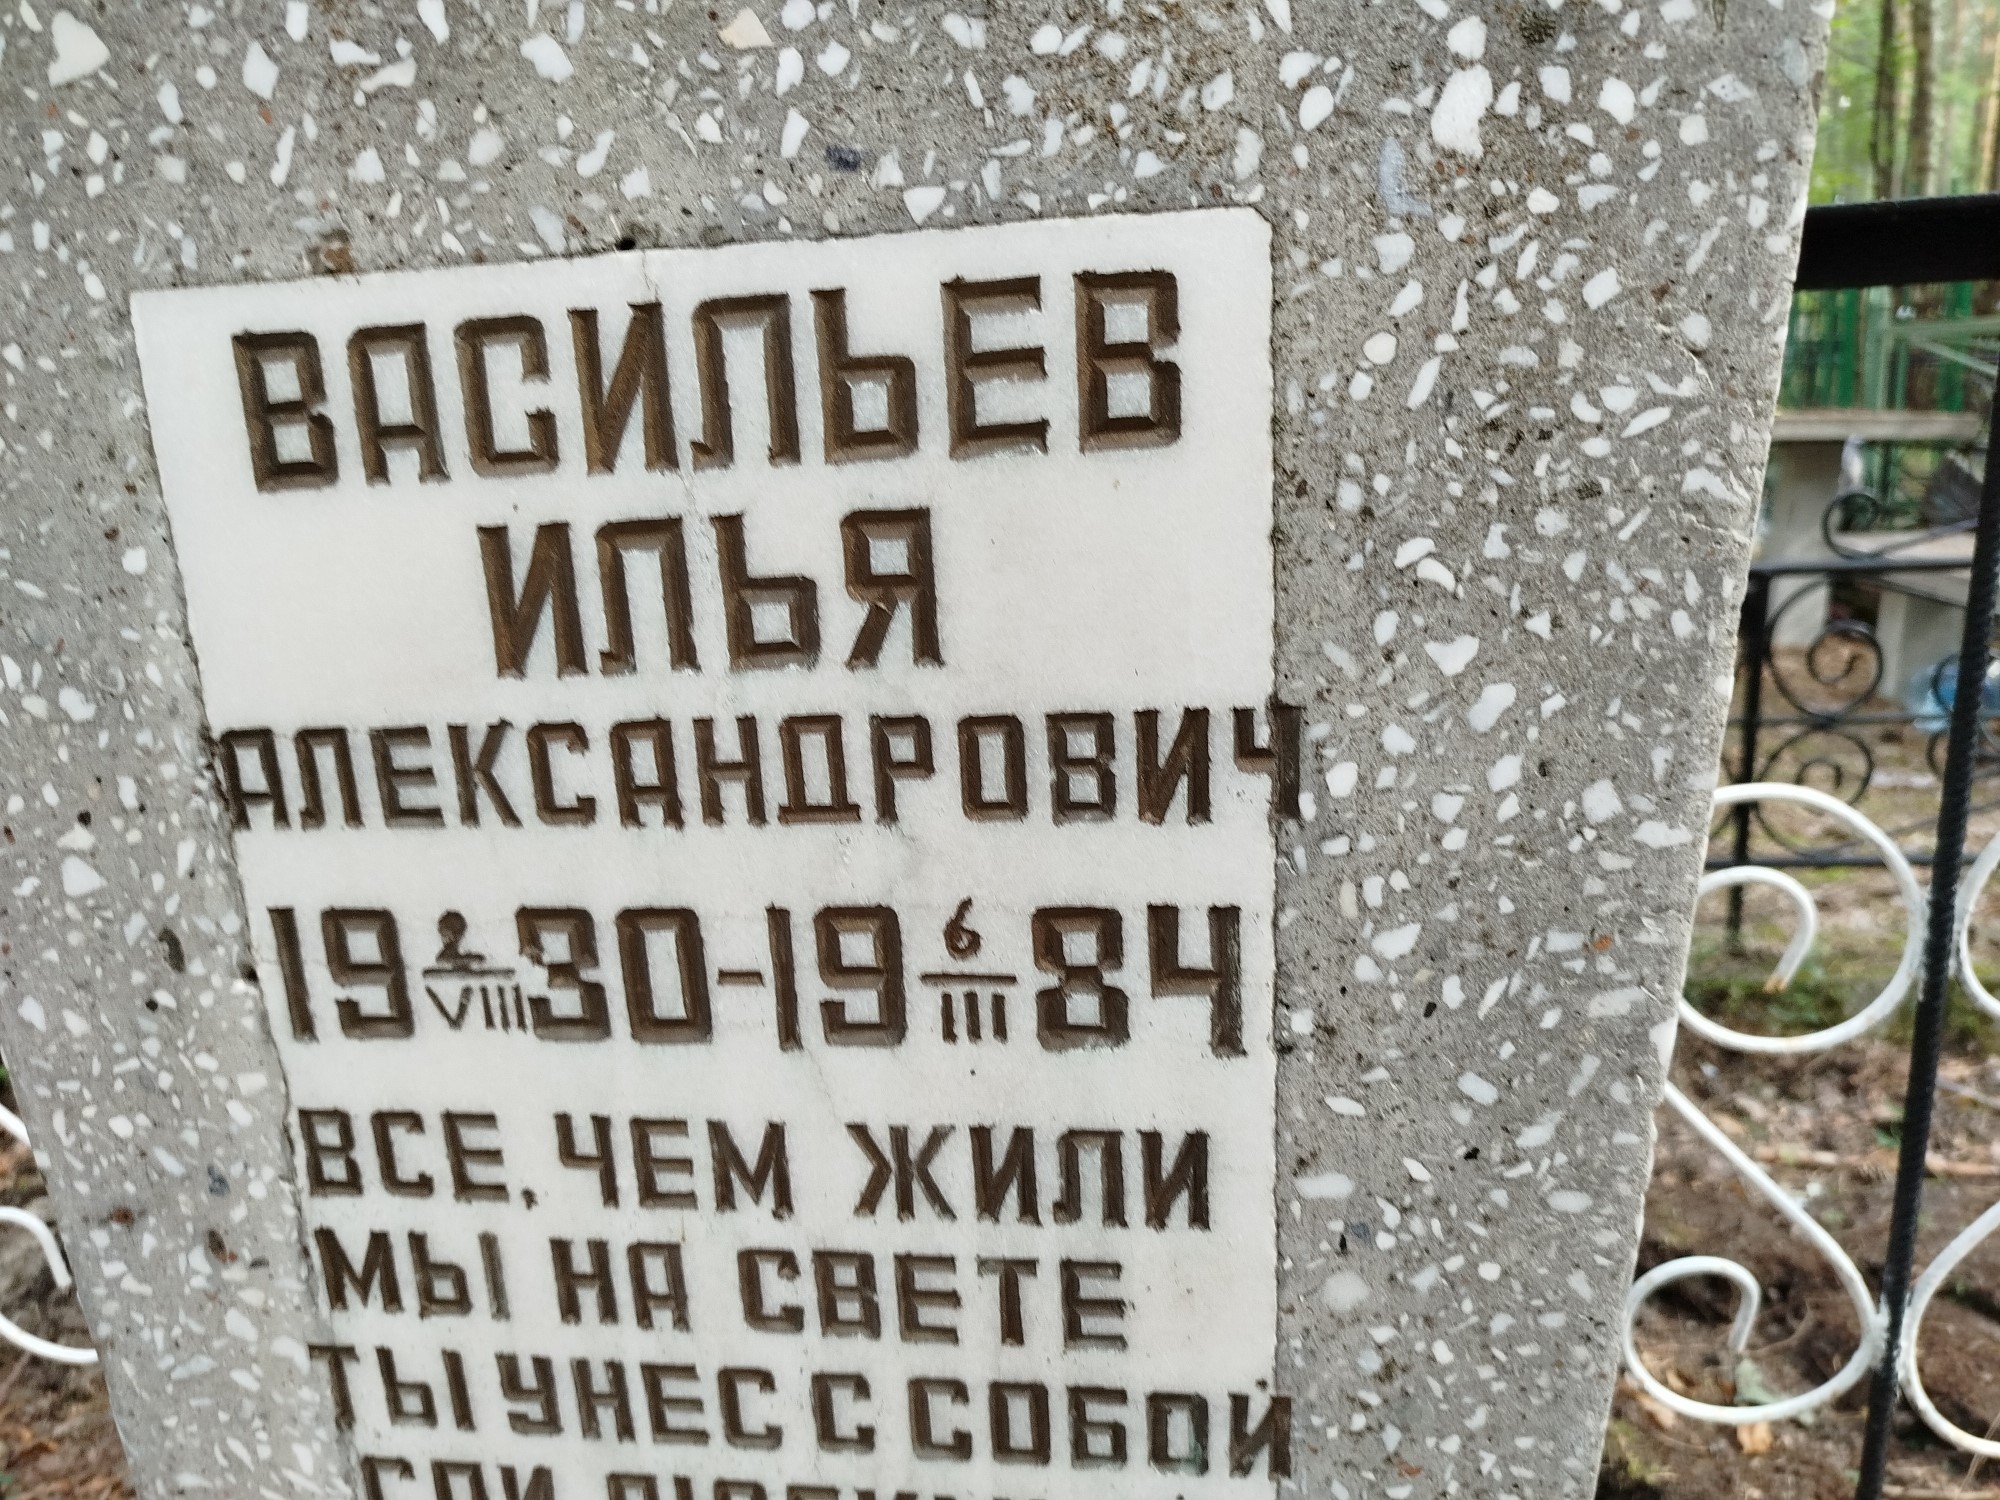 ВАСИЛЬЕВ
ИЛЬЯ
АЛЕКСАНДРОВИЧ
19 2/VIII 30-19 6/III 84
ВСЕ, ЧЕМ ЖИЛИ
МЫ НА СВЕТЕ
ТЫ УНЕС С СОБОЙ
СПИ